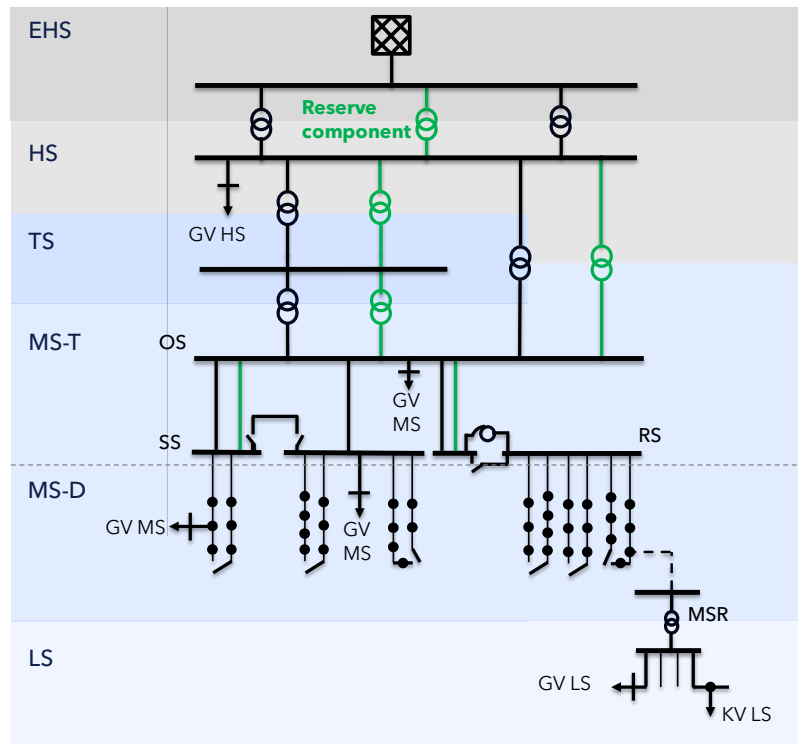 EHS
Reserve
component
HS
GV HS
TS
MS-T
OS
GV
MS
SS
RS
MS-D
GV MS
GV
MS
MSR
LS
GV LS
KV LS